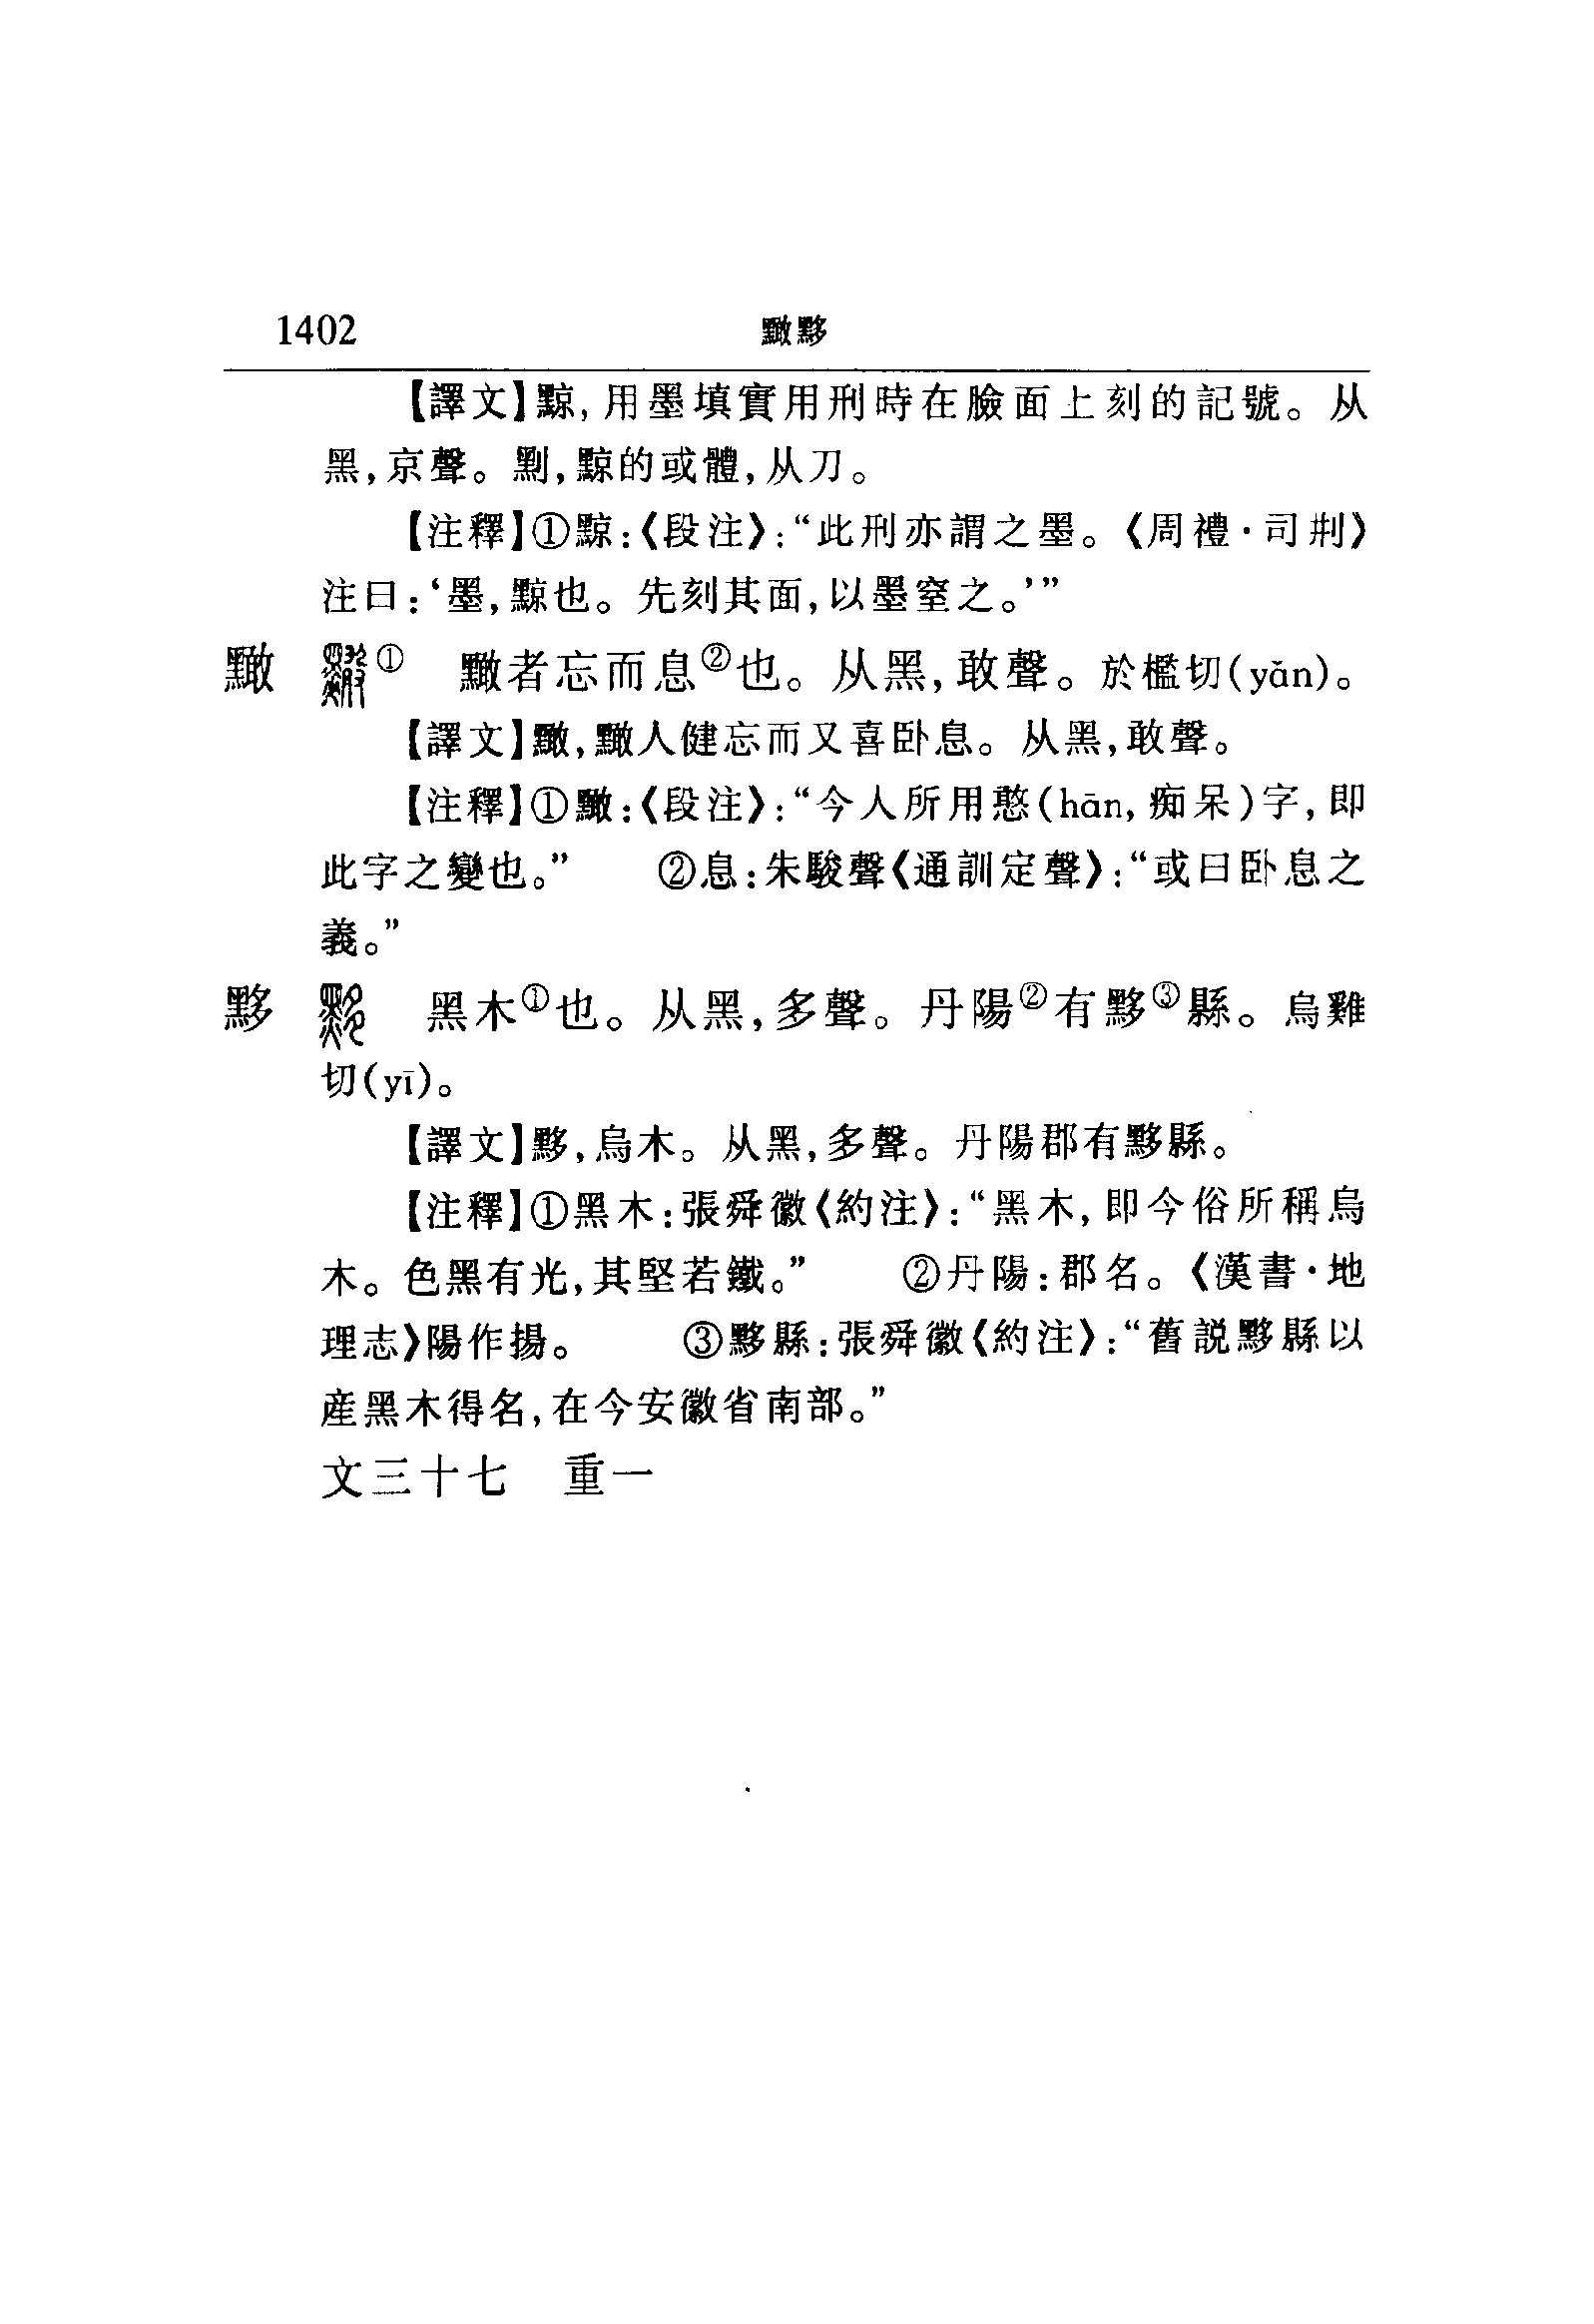 1402 黵黟
【譯文】黥，用墨填實用刑時在臉面上刻的記號。从
黑，京聲。剠，黥的或體，从刀。
【注釋】①黥：《段注》：“此刑亦謂之墨。《周禮·司刑》
注曰：‘墨，黥也。先刻其面，以墨窒之。’”
䵴 ① 䵴者忘而息②也。从黑，敢聲。於檻切(yǎn)。
【譯文】䵴，䵴人健忘而又喜卧息。从黑，敢聲。
【注釋】①䵴：《段注》：“今人所用憨(hān，痴呆)字，即
此字之變也。” ②息：朱駿聲《通訓定聲》：“或曰卧息之
義。”
黟 黑木①也。从黑，多聲。丹陽②有黟③縣。烏雞
切(yī)。
【譯文】黟，烏木。从黑，多聲。丹陽郡有黟縣。
【注釋】①黑木：張舜徽《約注》：“黑木，即今俗所稱烏
木。色黑有光，其堅若鐵。” ②丹陽：郡名。《漢書·地
理志》陽作揚。 ③黟縣：張舜徽《約注》：“舊説黟縣以
産黑木得名，在今安徽省南部。”
文三十七 重一